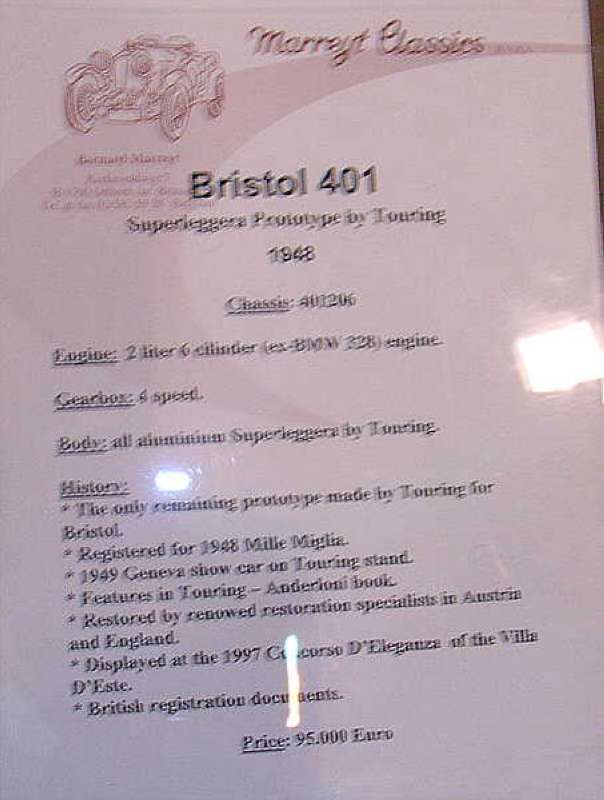 Marreyt Classics
Bernard Marreyt
Bristol 401
Superleggera Prototype by Touring
1948
Chassis: 401206
Engine: 2 liter 6 cilinder (ex-BMW 328) engine.
Gearbox: 4 speed.
Body: all aluminium Superleggera by Touring.
History:
* The only remaining prototype made by Touring for
Bristol.
* Registered for 1948 Mille Miglia.
* 1949 Geneva show car on Touring stand.
* Features in Touring – Anderloni book.
* Restored by renowed restoration specialists in Austria
and England.
* Displayed at the 1997 Concorso D'Eleganza of the Villa
D'Este.
* British registration documents.
Price: 95.000 Euro